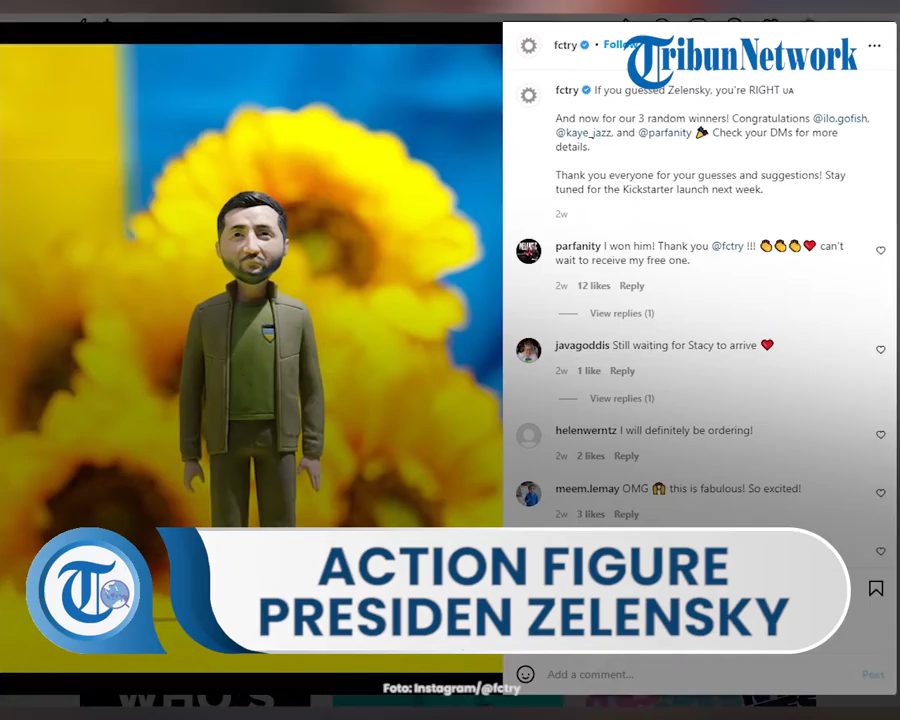 fctry • Follow
TribunNetwork
fctry If you guessed Zelensky, you're RIGHT UA
And now for our 3 random winners! Congratulations @ilo.gofish,
@kaye_jazz, and @parfanity 🎉 Check your DMs for more
details.
Thank you everyone for your guesses and suggestions! Stay
tuned for the Kickstarter launch next week.
2w
parfanity I won him! Thank you @fctry !!! 👏👏👏❤️ can't
wait to receive my free one.
2w 12 likes Reply
View replies (1)
javagoddis Still waiting for Stacy to arrive ❤️
2w 1 like Reply
View replies (1)
helenwerntz I will definitely be ordering!
2w 2 likes Reply
meem.lemay OMG 🙌 this is fabulous! So excited!
2w 3 likes Reply
ACTION FIGURE
PRESIDEN ZELENSKY
Add a comment...
Post
Foto: Instagram/@fctry
WHO'S